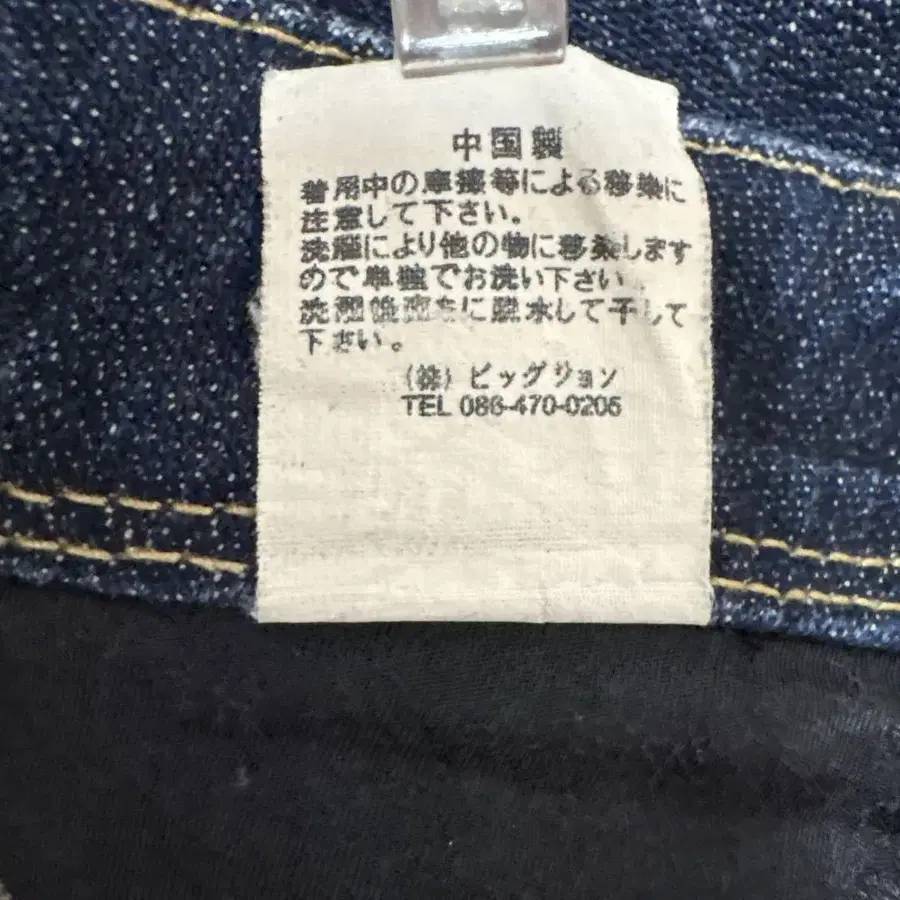 中国製
着用中の摩擦等による移染に
注意して下さい。
洗濯により他の物に移染します
ので単独でお洗い下さい。
洗濯後直ちに脱水して干して
下さい。
(株) ビッグジョン
TEL 086-470-0206